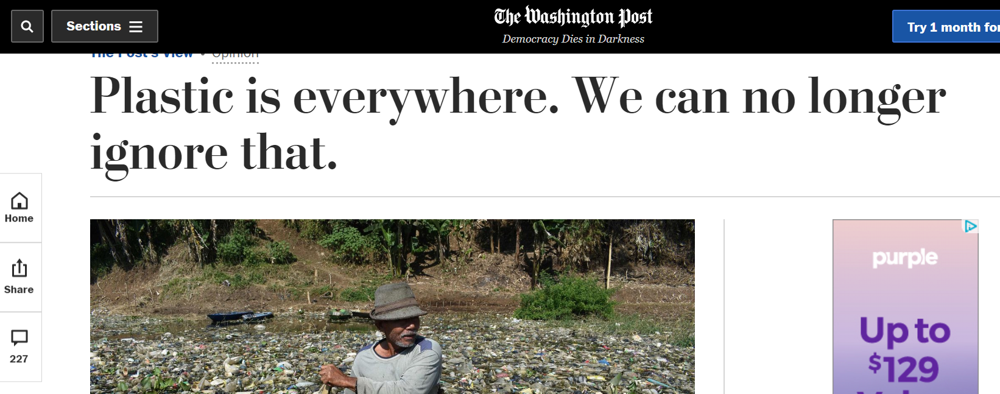 Sections
The Washington Post
Democracy Dies in Darkness
Try 1 month for
The Post's View • Opinion
Plastic is everywhere. We can no longer
ignore that.
Home
Share
227
purple
Up to
$129